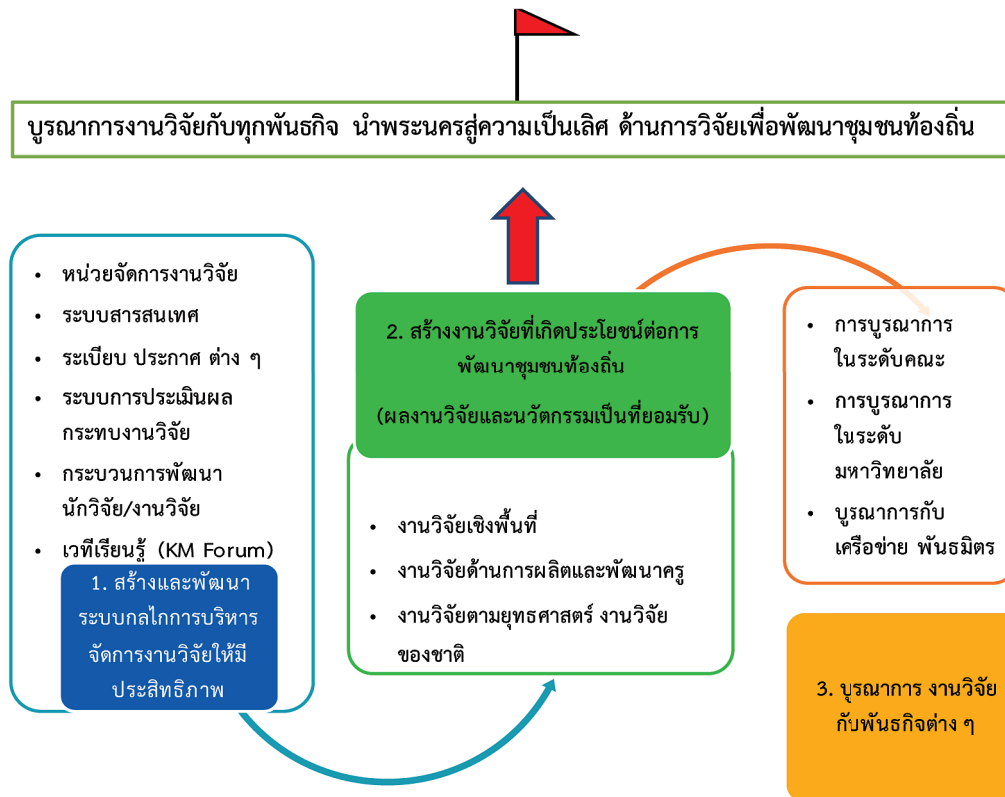 บูรณาการงานวิจัยกับทุกพันธกิจ นำพระนครสู่ความเป็นเลิศ ด้านการวิจัยเพื่อพัฒนาชุมชนท้องถิ่น
• หน่วยจัดการงานวิจัย
• ระบบสารสนเทศ
• ระเบียบ ประกาศ ต่าง ๆ
• ระบบการประเมินผล
กระทบงานวิจัย
• กระบวนการพัฒนา
นักวิจัย/งานวิจัย
• เวทีเรียนรู้ (KM Forum)
1. สร้างและพัฒนา
ระบบกลไกการบริหาร
จัดการงานวิจัยให้มี
ประสิทธิภาพ
2. สร้างงานวิจัยที่เกิดประโยชน์ต่อการ
พัฒนาชุมชนท้องถิ่น
(ผลงานวิจัยและนวัตกรรมเป็นที่ยอมรับ)
• งานวิจัยเชิงพื้นที่
• งานวิจัยด้านการผลิตและพัฒนาครู
• งานวิจัยตามยุทธศาสตร์ งานวิจัย
ของชาติ
• การบูรณาการ
ในระดับคณะ
• การบูรณาการ
ในระดับ
มหาวิทยาลัย
• บูรณาการกับ
เครือข่าย พันธมิตร
3. บูรณาการ งานวิจัย
กับพันธกิจต่าง ๆ